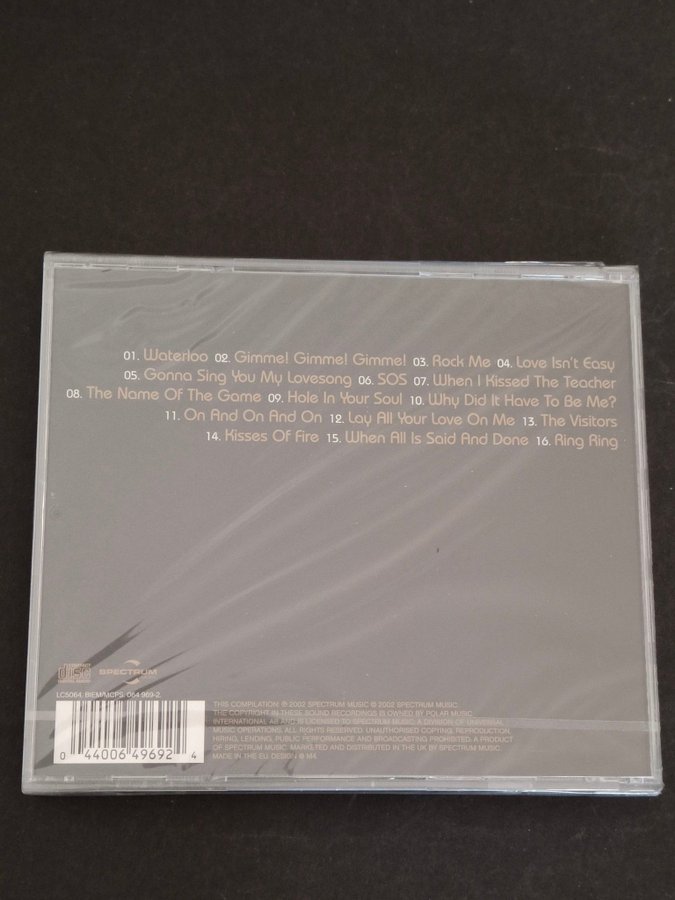 01. Waterloo 02. Gimme! Gimme! Gimme! 03. Rock Me 04. Love Isn't Easy
05. Gonna Sing You My Lovesong 06. SOS 07. When I Kissed The Teacher
08. The Name Of The Game 09. Hole In Your Soul 10. Why Did It Have To Be Me?
11. On And On And On 12. Lay All Your Love On Me 13. The Visitors
14. Kisses Of Fire 15. When All Is Said And Done 16. Ring Ring
COMPACT
disc
DIGITAL AUDIO
SPECTRUM
LC5064. BIEM/MCPS: 064 969-2.
0 44006 49692 4
THIS COMPILATION ℗ 2002 SPECTRUM MUSIC © 2002 SPECTRUM MUSIC.
THE COPYRIGHT IN THESE SOUND RECORDINGS IS OWNED BY POLAR MUSIC
INTERNATIONAL AB AND IS LICENSED TO SPECTRUM MUSIC. A DIVISION OF UNIVERSAL
MUSIC OPERATIONS. ALL RIGHTS RESERVED. UNAUTHORISED COPYING, REPRODUCTION,
HIRING, LENDING, PUBLIC PERFORMANCE AND BROADCASTING PROHIBITED. A PRODUCT
OF SPECTRUM MUSIC. MARKETED AND DISTRIBUTED IN THE UK BY SPECTRUM MUSIC.
MADE IN THE EU. DESIGN @ M4.